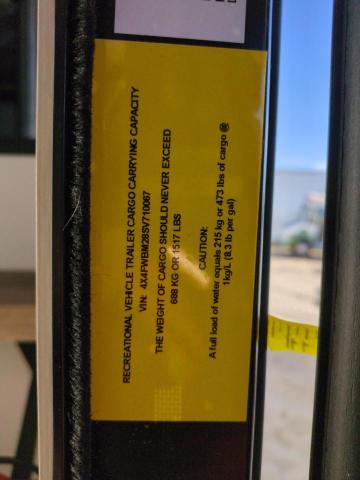 RECREATIONAL VEHICLE TRAILER CARGO CARRYING CAPACITY
VIN: 4X4FWBM28SV710067
THE WEIGHT OF CARGO SHOULD NEVER EXCEED
688 KG OR 1517 LBS
CAUTION:
A full load of water equals 215 kg or 473 lbs of cargo @
1kg/L (8.3 lb per gal)